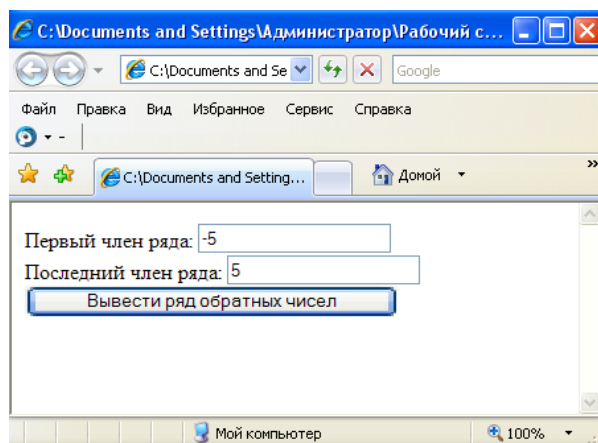 C:\Documents and Settings\Администратор\Рабочий с...
C:\Documents and Se
Google
Файл Правка Вид Избранное Сервис Справка
C:\Documents and Setting...
Домой
»
Первый член ряда: -5
Последний член ряда: 5
Вывести ряд обратных чисел
Мой компьютер
100%